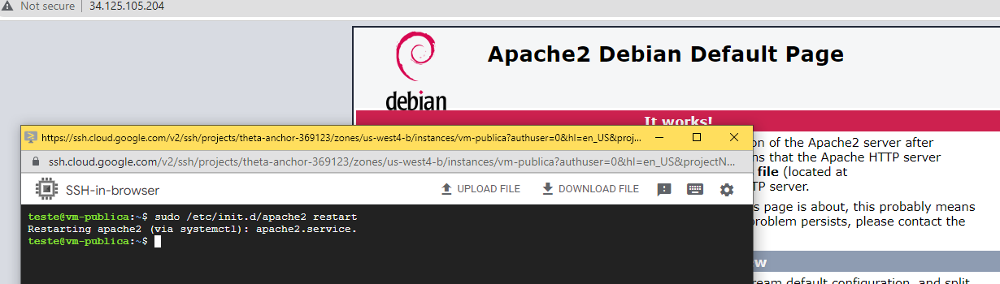 Not secure | 34.125.105.204
Apache2 Debian Default Page
debian
It works!
https://ssh.cloud.google.com/v2/ssh/projects/theta-anchor-369123/zones/us-west4-b/instances/vm-publica?authuser=0&hl=en_US&proj...
ssh.cloud.google.com/v2/ssh/projects/theta-anchor-369123/zones/us-west4-b/instances/vm-publica?authuser=0&hl=en_US&projectN...
SSH-in-browser
UPLOAD FILE
DOWNLOAD FILE
teste@vm-publica:~$ sudo /etc/init.d/apache2 restart
Restarting apache2 (via systemctl): apache2.service.
teste@vm-publica:~$
of the Apache2 server after
that the Apache HTTP server
file (located at
server.
page is about, this probably means
problem persists, please contact the
default configuration, and split